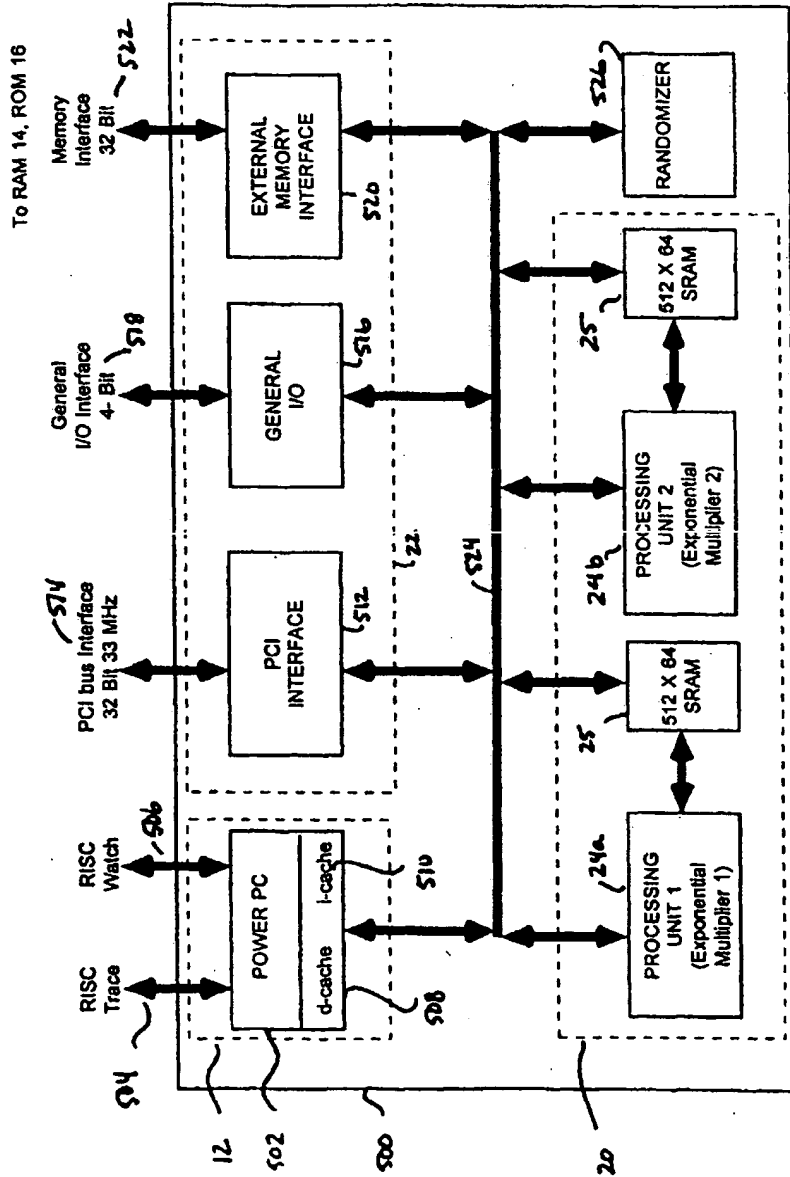 To RAM 14, ROM 16
RISC
Trace
504
RISC
Watch
506
PCI bus Interface
32 Bit 33 MHz
514
General
I/O Interface
4- Bit
518
Memory
Interface
32 Bit
522
12
502
500
20
POWER PC
d-cache
I-cache
508
510
PCI
INTERFACE
512
GENERAL
I/O
516
EXTERNAL
MEMORY
INTERFACE
520
22
524
PROCESSING
UNIT 1
(Exponential
Multiplier 1)
24a
512 X 64
SRAM
25
PROCESSING
UNIT 2
(Exponential
Multiplier 2)
24b
512 X 64
SRAM
25
RANDOMIZER
526